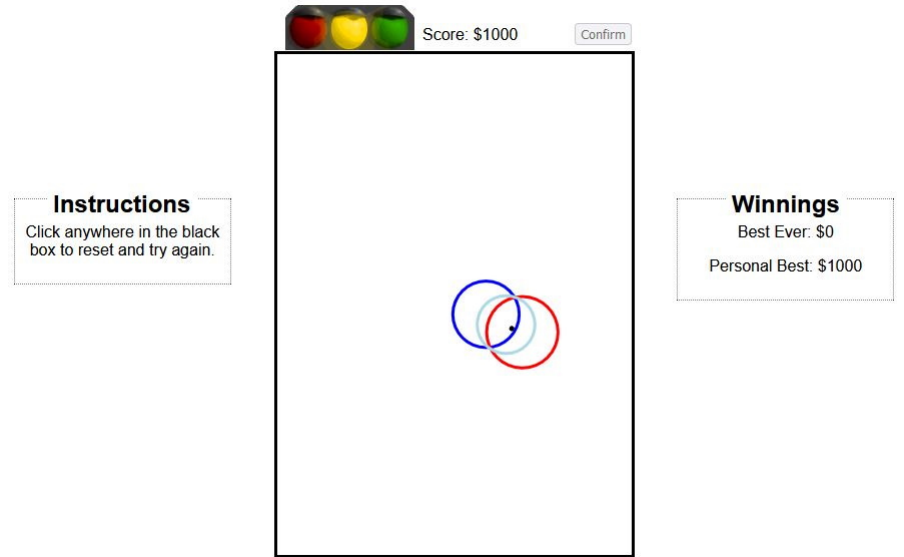 Score: $1000
Confirm
Instructions
Click anywhere in the black
box to reset and try again.
Winnings
Best Ever: $0
Personal Best: $1000